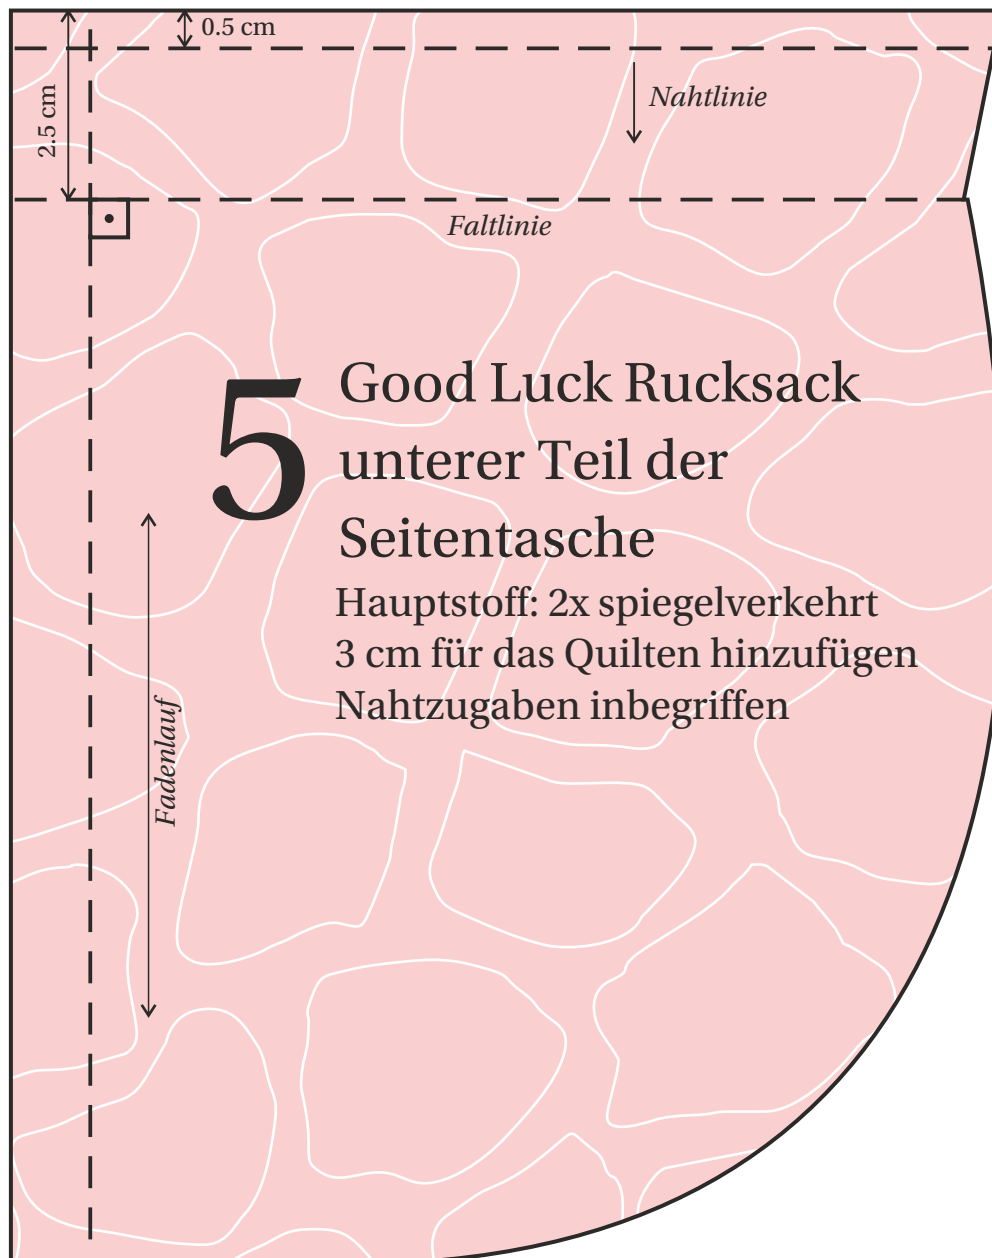 0.5 cm
2.5 cm
Nahtlinie
Faltlinie
5
Good Luck Rucksack
unterer Teil der
Seitentasche
Hauptstoff: 2x spiegelverkehrt
3 cm für das Quilten hinzufügen
Nahtzugaben inbegriffen
Fadenlauf